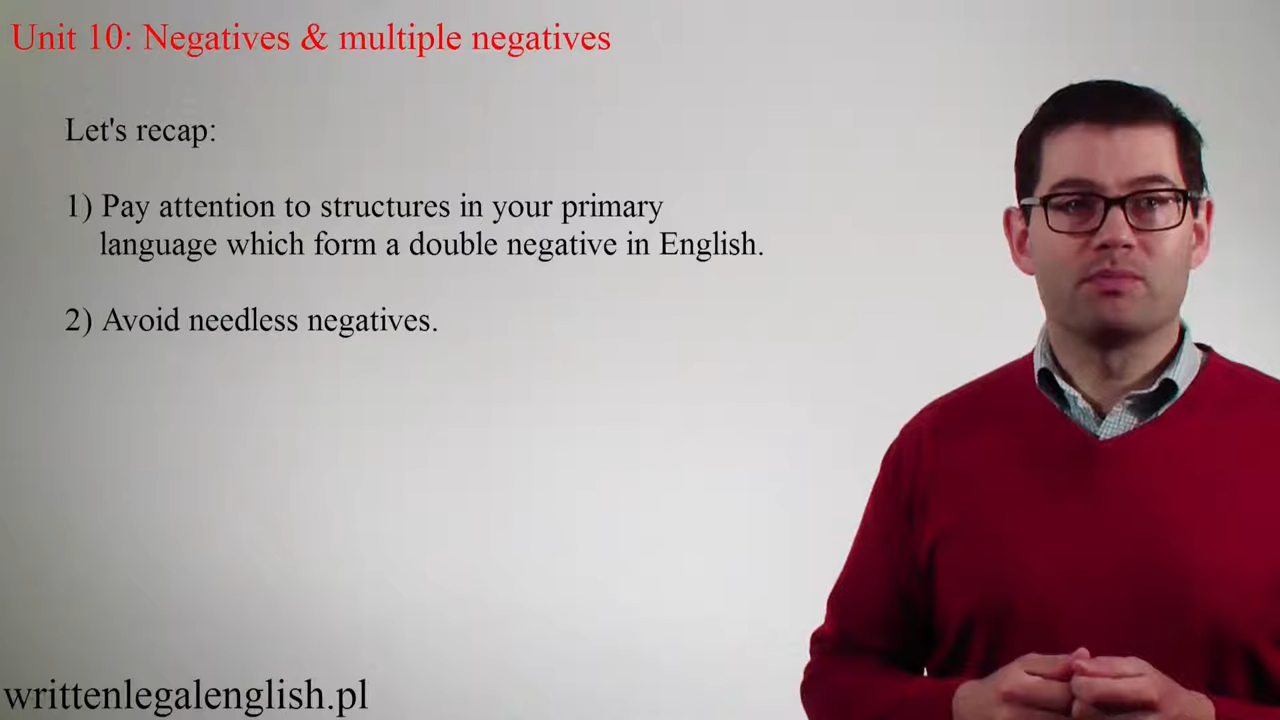 Unit 10: Negatives & multiple negatives
Let's recap:
1) Pay attention to structures in your primary
language which form a double negative in English.
2) Avoid needless negatives.
writtenlegalenglish.pl